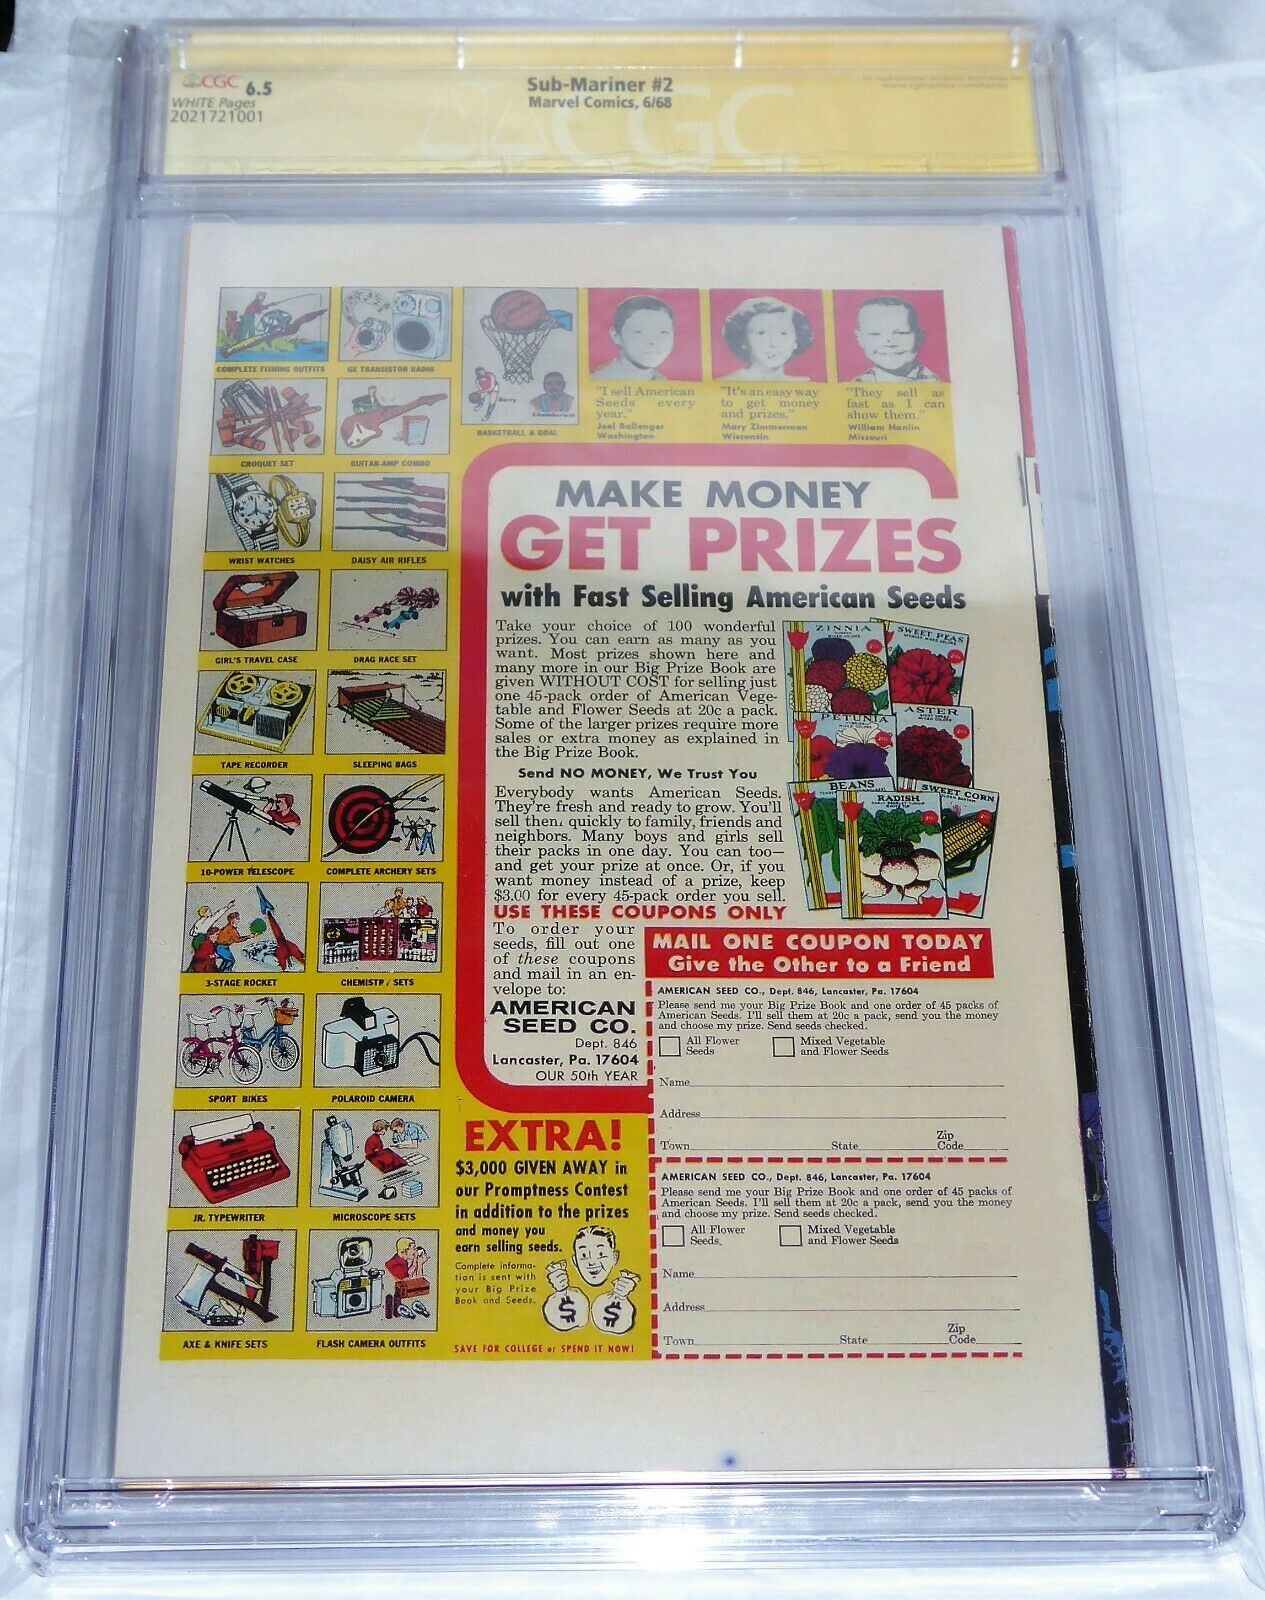 CGC 6.5
WHITE Pages
2021721001
Sub-Mariner #2
Marvel Comics, 6/68
CGC
COMPLETE FISHING OUTFITS
GE TRANSISTOR RADIO
Barry
Chamberlain
BASKETBALL & GOAL
CROQUET SET
GUITAR-AMP COMBO
WRIST WATCHES
DAISY AIR RIFLES
GIRL'S TRAVEL CASE
DRAG RACE SET
TAPE RECORDER
SLEEPING BAGS
10-POWER TELESCOPE
COMPLETE ARCHERY SETS
3-STAGE ROCKET
CHEMISTRY SETS
SPORT BIKES
POLAROID CAMERA
JR. TYPEWRITER
MICROSCOPE SETS
AXE & KNIFE SETS
FLASH CAMERA OUTFITS
"I sell American
Seeds every
year."
Joel Ballenger
Washington
"It's an easy way
to get money
and prizes,"
Mary Zimmerman
Wisconsin
"They sell as
fast as I can
show them."
William Hanlin
Missouri
MAKE MONEY
GET PRIZES
with Fast Selling American Seeds
Take your choice of 100 wonderful
prizes. You can earn as many as you
want. Most prizes shown here and
many more in our Big Prize Book are
given WITHOUT COST for selling just
one 45-pack order of American Vege-
table and Flower Seeds at 20c a pack.
Some of the larger prizes require more
sales or extra money as explained in
the Big Prize Book.
Send NO MONEY, We Trust You
Everybody wants American Seeds.
They're fresh and ready to grow. You'll
sell them quickly to family, friends and
neighbors. Many boys and girls sell
their packs in one day. You can too—
and get your prize at once. Or, if you
want money instead of a prize, keep
$3.00 for every 45-pack order you sell.
ZINNIA
SWEET PEAS
PETUNIA
ASTER
BEANS
RADISH
SWEET CORN
USE THESE COUPONS ONLY
To order your
seeds, fill out one
of these coupons
and mail in an en-
velope to:
AMERICAN
SEED CO.
Dept. 846
Lancaster, Pa. 17604
OUR 50th YEAR
MAIL ONE COUPON TODAY
Give the Other to a Friend
AMERICAN SEED CO., Dept. 846, Lancaster, Pa. 17604
Please send me your Big Prize Book and one order of 45 packs of
American Seeds. I'll sell them at 20c a pack, send you the money
and choose my prize. Send seeds checked.
All Flower
Seeds
Mixed Vegetable
and Flower Seeds
Name
Address
Town State Zip Code
AMERICAN SEED CO., Dept. 846, Lancaster, Pa. 17604
Please send me your Big Prize Book and one order of 45 packs of
American Seeds. I'll sell them at 20c a pack, send you the money
and choose my prize. Send seeds checked.
All Flower
Seeds.
Mixed Vegetable
and Flower Seeds
Name
Address
Town State Zip Code
EXTRA!
$3,000 GIVEN AWAY in
our Promptness Contest
in addition to the prizes
and money you
earn selling seeds.
Complete informa-
tion is sent with
your Big Prize
Book and Seeds.
$ $
SAVE FOR COLLEGE or SPEND IT NOW!